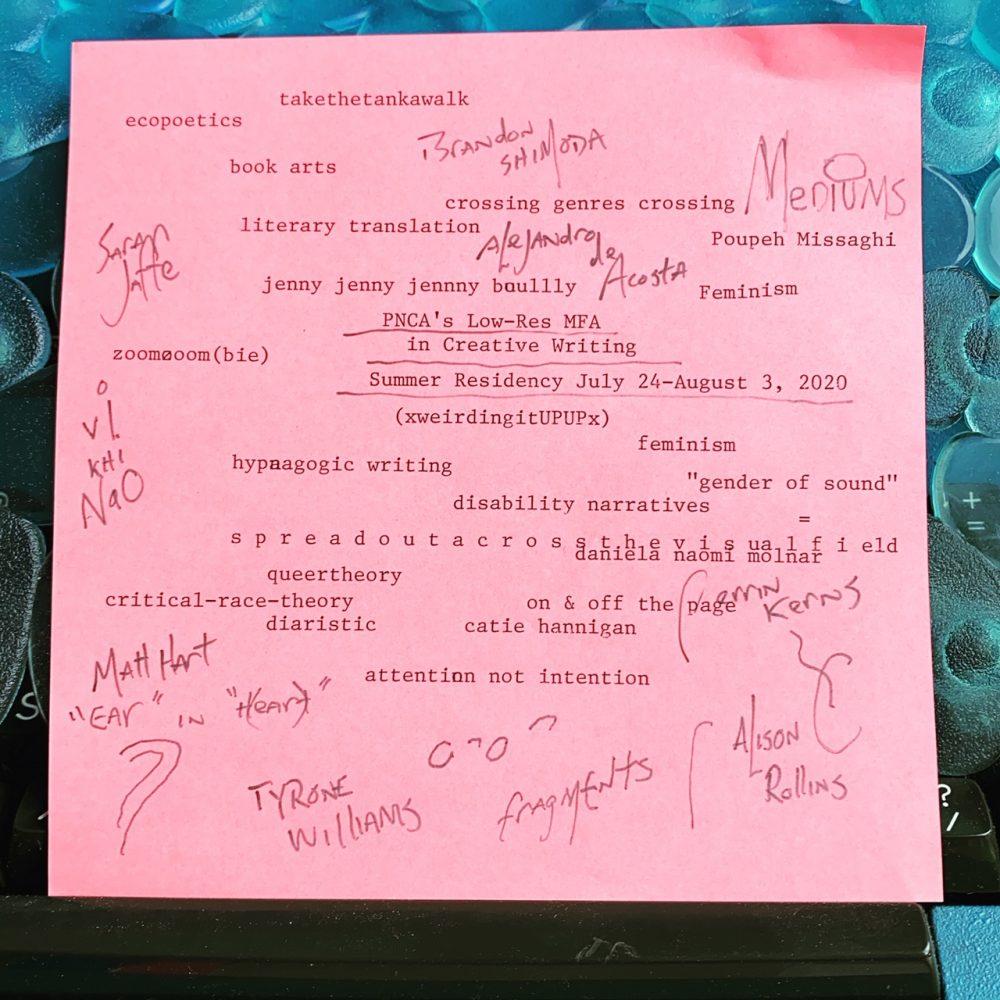 takethetankawalk
ecopoetics
Brandon
SHIMODA
book arts
MeDIUMS
crossing genres crossing
literary translation
Poupeh Missaghi
Sarah
Jaffe
Alejandro
de
Acosta
jenny jenny jennny boullly
Feminism
PNCA's Low-Res MFA
in Creative Writing
zoomøoom(bie)
Summer Residency July 24-August 3, 2020
(xweirdingitUPUPx)
vi
KHI
NaO
feminism
hypnagogic writing
"gender of sound"
disability narratives
=
s p r e a d o u t a c r o s s t h e v i s u a l f i eld
daniela naomi molnar
queertheory
critical-race-theory
on & off the page
Kerns
diaristic
catie hannigan
Matt Hart
attention not intention
"EAr" IN "Heart"
Alison
Rollins
TYRONE
WILLIAMS
fragments
+
=
S
?
/